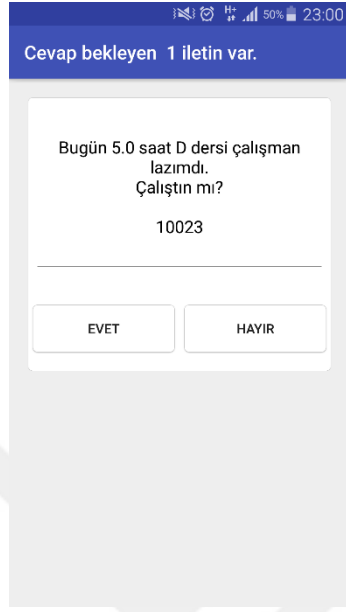 H+ 50% 23:00
Cevap bekleyen  1 iletin var.
Bugün 5.0 saat D dersi çalışman
lazımdı.
Çalıştın mı?
10023
EVET
HAYIR